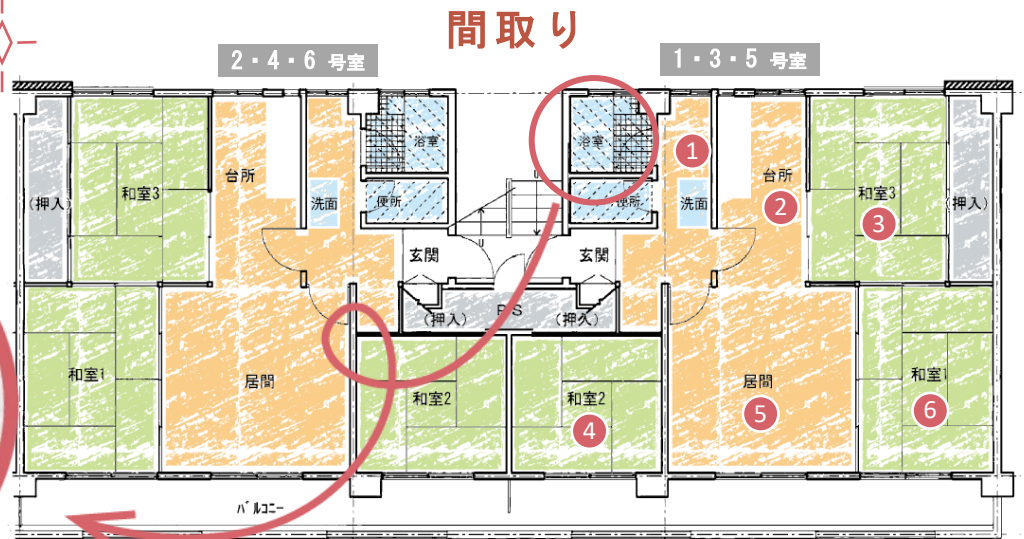 間取り
2・4・6 号室
1・3・5 号室
浴室
浴室
1
台所
台所
2
和室3
和室3
3
(押入)
(押入)
洗面
便所
便所
洗面
U
U
玄関
玄関
PS
(押入)
(押入)
和室1
居間
和室2
和室2
4
居間
5
和室1
6
バルコニー